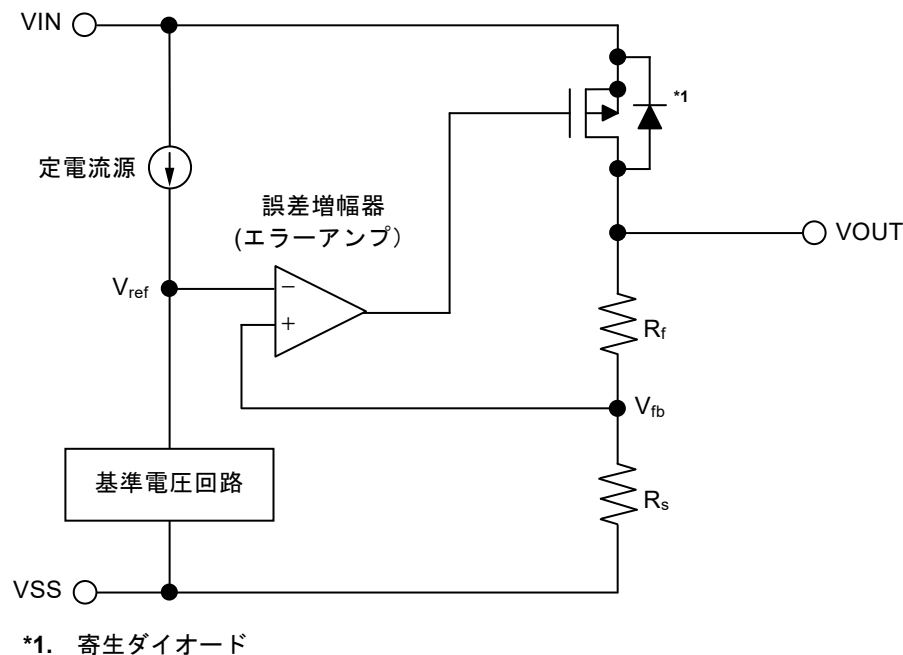 VIN
*1
定電流源
誤差増幅器
(エラーアンプ）
VOUT
Vref
−
+
Rf
Vfb
基準電圧回路
Rs
VSS
*1. 寄生ダイオード